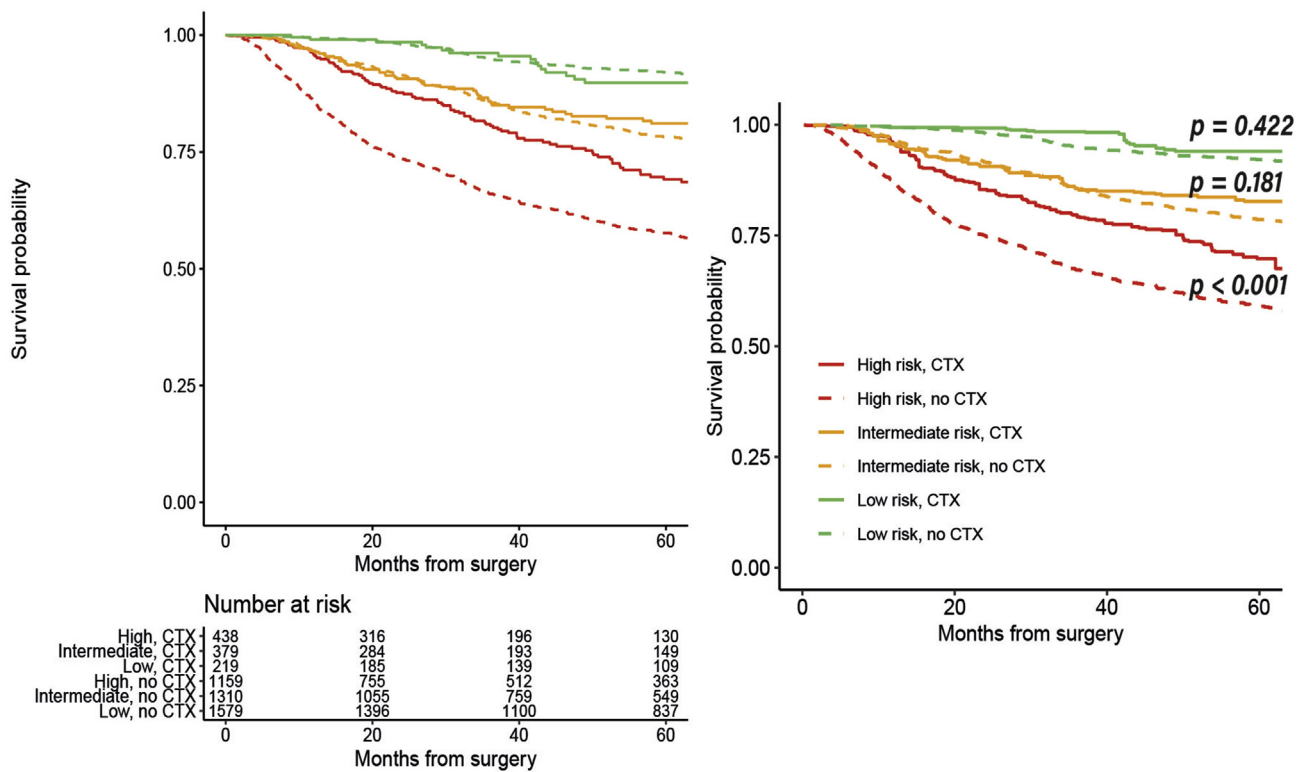 1.00
0.75
0.50
0.25
0.00
Survival probability
0 20 40 60
Months from surgery
Number at risk
High, CTX 438 316 196 130
Intermediate, CTX 379 284 193 149
Low, CTX 219 185 139 109
High, no CTX 1159 755 512 363
Intermediate, no CTX 1310 1055 759 549
Low, no CTX 1579 1396 1100 837
0 20 40 60
Months from surgery
1.00
0.75
0.50
0.25
0.00
Survival probability
p = 0.422
p = 0.181
p < 0.001
High risk, CTX
High risk, no CTX
Intermediate risk, CTX
Intermediate risk, no CTX
Low risk, CTX
Low risk, no CTX
0 20 40 60
Months from surgery